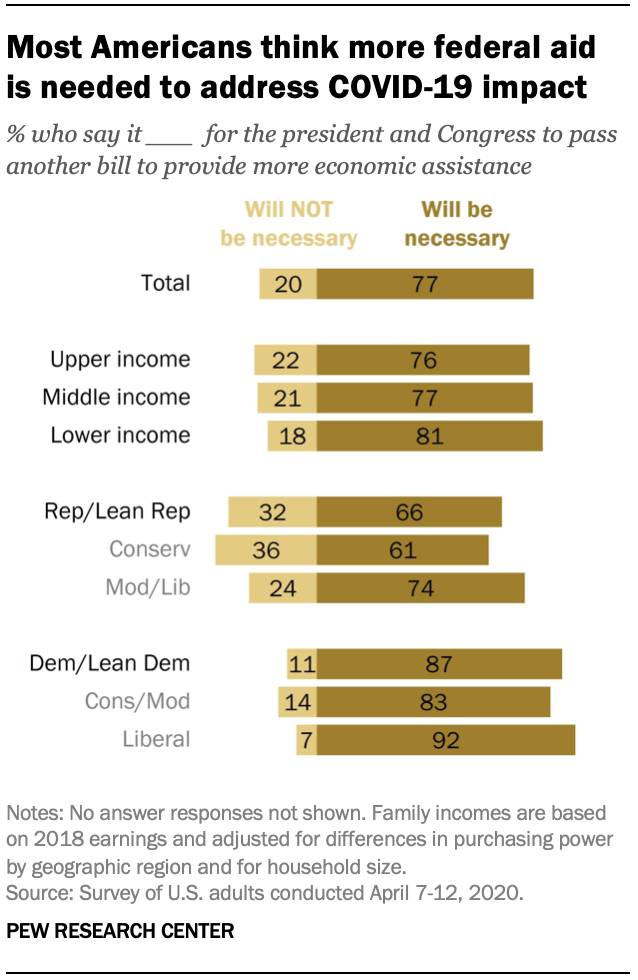 Most Americans think more federal aid
is needed to address COVID-19 impact
% who say it ___ for the president and Congress to pass
another bill to provide more economic assistance
Will NOT be necessary Will be necessary
Total 20 77
Upper income 22 76
Middle income 21 77
Lower income 18 81
Rep/Lean Rep 32 66
Conserv 36 61
Mod/Lib 24 74
Dem/Lean Dem 11 87
Cons/Mod 14 83
Liberal 7 92
Notes: No answer responses not shown. Family incomes are based
on 2018 earnings and adjusted for differences in purchasing power
by geographic region and for household size.
Source: Survey of U.S. adults conducted April 7-12, 2020.
PEW RESEARCH CENTER